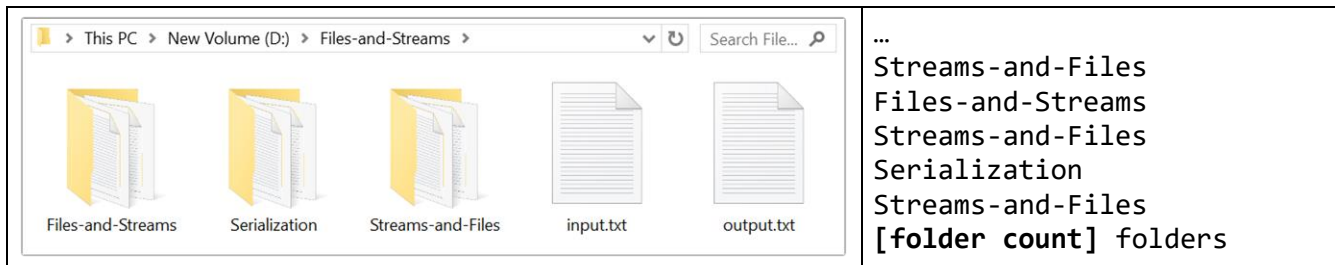 This PC > New Volume (D:) > Files-and-Streams >
Search File...
Files-and-Streams
Serialization
Streams-and-Files
input.txt
output.txt
…
Streams-and-Files
Files-and-Streams
Streams-and-Files
Serialization
Streams-and-Files
[folder count] folders